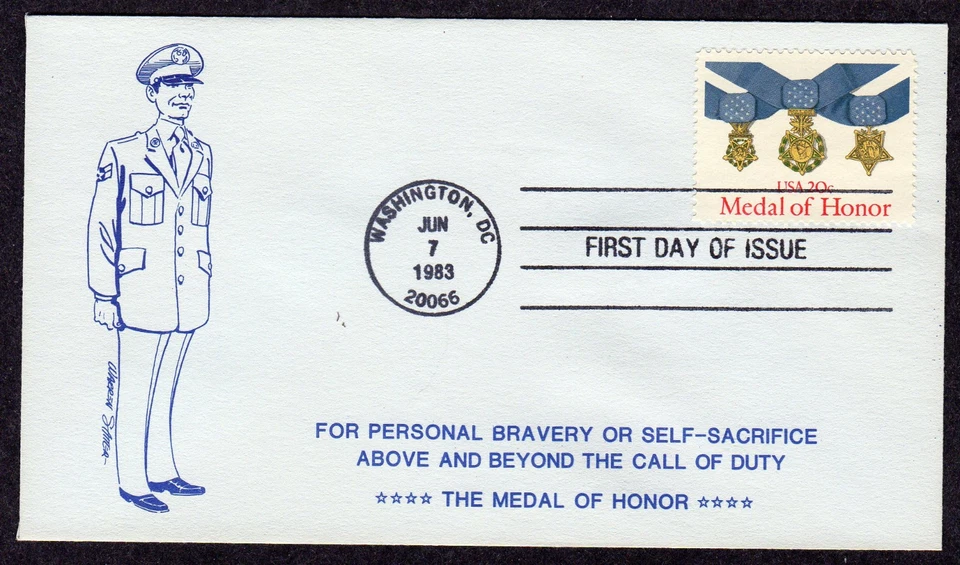 USA 20c
Medal of Honor
WASHINGTON, DC
JUN
7
1983
20066
FIRST DAY OF ISSUE
FOR PERSONAL BRAVERY OR SELF-SACRIFICE
ABOVE AND BEYOND THE CALL OF DUTY
☆☆☆☆ THE MEDAL OF HONOR ☆☆☆☆